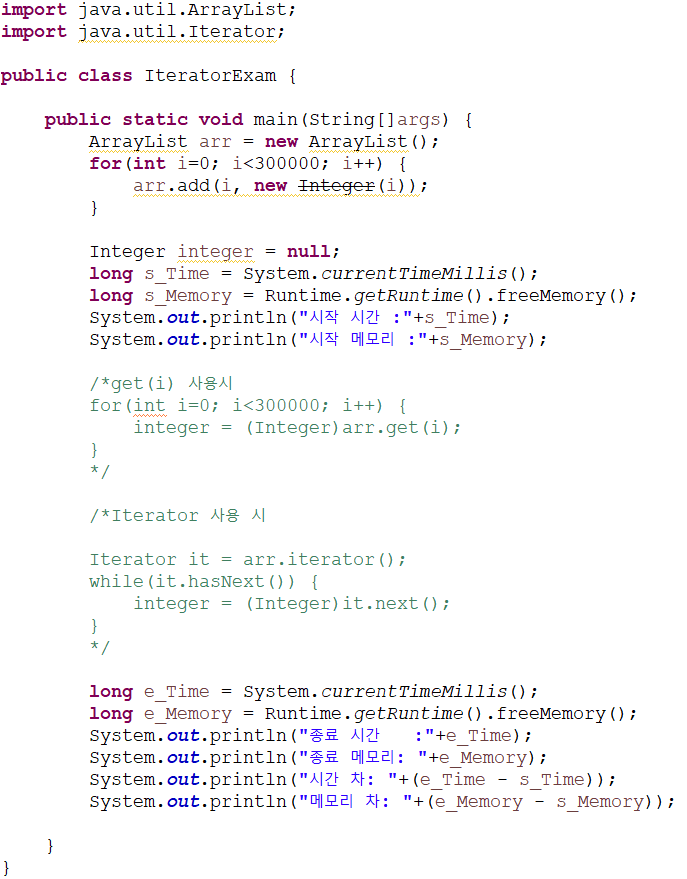 import java.util.ArrayList;
import java.util.Iterator;
public class IteratorExam {
public static void main(String[]args) {
ArrayList arr = new ArrayList();
for(int i=0; i<300000; i++) {
arr.add(i, new Integer(i));
}
Integer integer = null;
long s_Time = System.currentTimeMillis();
long s_Memory = Runtime.getRuntime().freeMemory();
System.out.println("시작 시간 :"+s_Time);
System.out.println("시작 메모리 :"+s_Memory);
/*get(i) 사용시
for(int i=0; i<300000; i++) {
integer = (Integer)arr.get(i);
}
*/
/*Iterator 사용 시
Iterator it = arr.iterator();
while(it.hasNext()) {
integer = (Integer)it.next();
}
*/
long e_Time = System.currentTimeMillis();
long e_Memory = Runtime.getRuntime().freeMemory();
System.out.println("종료 시간   :"+e_Time);
System.out.println("종료 메모리: "+e_Memory);
System.out.println("시간 차: "+(e_Time - s_Time));
System.out.println("메모리 차: "+(e_Memory - s_Memory));
}
}